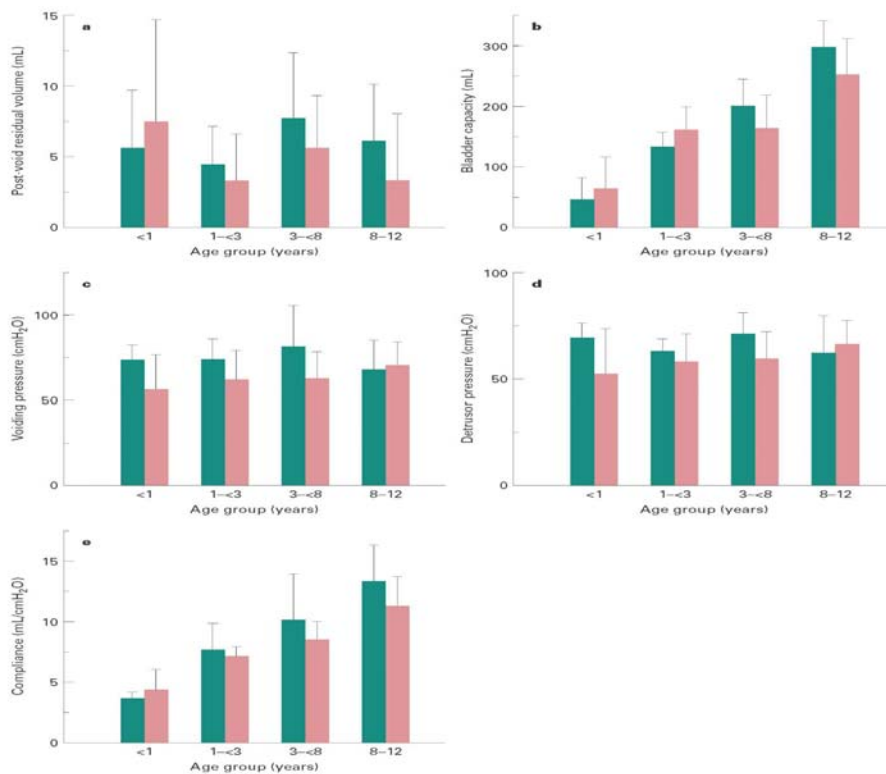 a
Post-void residual volume (mL)
15
10
5
0
<1
1–<3
3–<8
8–12
Age group (years)
b
Bladder capacity (mL)
300
200
100
0
<1
1–<3
3–<8
8–12
Age group (years)
c
Voiding pressure (cmH₂O)
100
50
0
<1
1–<3
3–<8
8–12
Age group (years)
d
Detrusor pressure (cmH₂O)
100
50
0
<1
1–<3
3–<8
8–12
Age group (years)
e
Compliance (mL/cmH₂O)
15
10
5
0
<1
1–<3
3–<8
8–12
Age group (years)